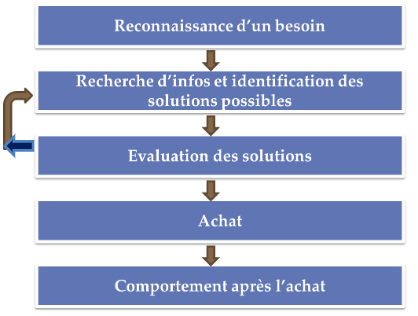 Reconnaissance d'un besoin
Recherche d'infos et identification des
solutions possibles
Evaluation des solutions
Achat
Comportement après l'achat